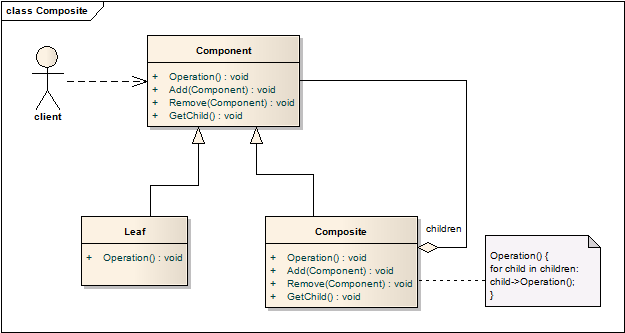 class Composite
Component
+ Operation() : void
+ Add(Component) : void
+ Remove(Component) : void
+ GetChild() : void
client
Leaf
+ Operation() : void
Composite
+ Operation() : void
+ Add(Component) : void
+ Remove(Component) : void
+ GetChild() : void
children
Operation() {
for child in children:
child->Operation();
}